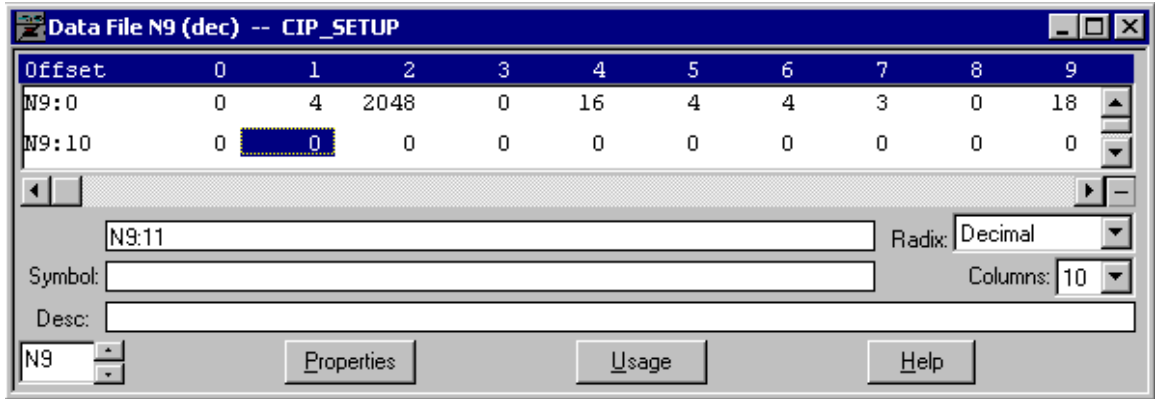 Data File N9 (dec) -- CIP_SETUP
Offset 0 1 2 3 4 5 6 7 8 9
N9:0 0 4 2048 0 16 4 4 3 0 18
N9:10 0 0 0 0 0 0 0 0 0 0
N9:11 Radix: Decimal
Symbol: Columns: 10
Desc:
N9 Properties Usage Help